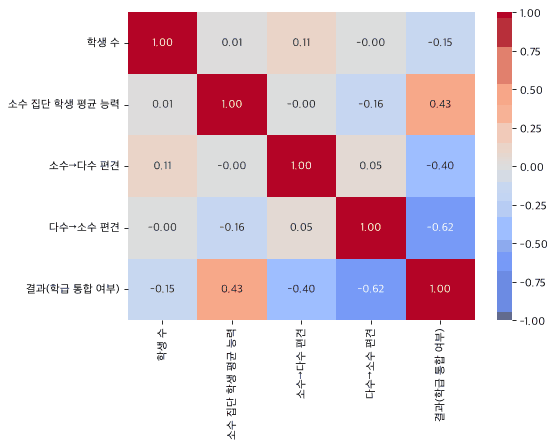 학생 수
1.00 0.01 0.11 -0.00 -0.15
소수 집단 학생 평균 능력
0.01 1.00 -0.00 -0.16 0.43
소수→다수 편견
0.11 -0.00 1.00 0.05 -0.40
다수→소수 편견
-0.00 -0.16 0.05 1.00 -0.62
결과(학급 통합 여부)
-0.15 0.43 -0.40 -0.62 1.00
학생 수
소수 집단 학생 평균 능력
소수→다수 편견
다수→소수 편견
결과(학급 통합 여부)
1.00
0.75
0.50
0.25
0.00
-0.25
-0.50
-0.75
-1.00